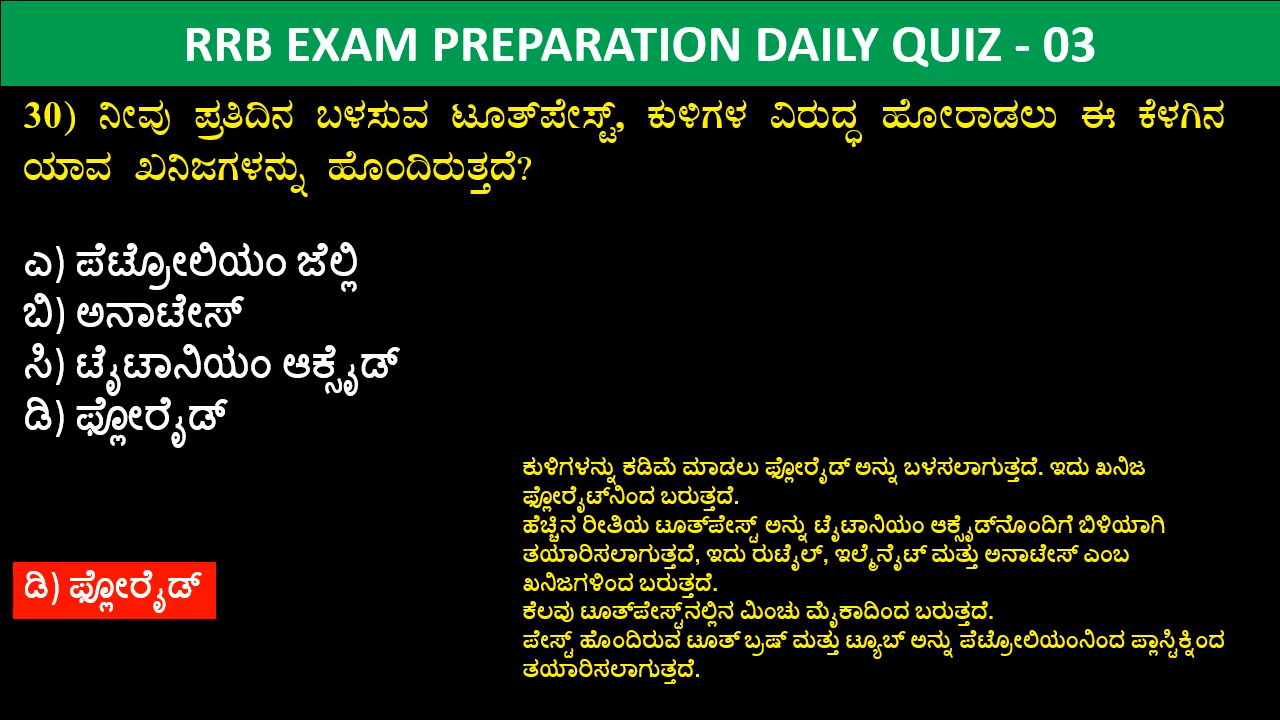 RRB EXAM PREPARATION DAILY QUIZ - 03
30) ನೀವು ಪ್ರತಿದಿನ ಬಳಸುವ ಟೂತ್‌ಪೇಸ್ಟ್, ಕುಳಿಗಳ ವಿರುದ್ಧ ಹೋರಾಡಲು ಈ ಕೆಳಗಿನ
ಯಾವ ಖನಿಜಗಳನ್ನು ಹೊಂದಿರುತ್ತದೆ?
ಎ) ಪೆಟ್ರೋಲಿಯಂ ಜೆಲ್ಲಿ
ಬಿ) ಅನಾಟೇಸ್
ಸಿ) ಟೈಟಾನಿಯಂ ಆಕ್ಸೈಡ್
ಡಿ) ಫ್ಲೋರೈಡ್
ಕುಳಿಗಳನ್ನು ಕಡಿಮೆ ಮಾಡಲು ಫ್ಲೋರೈಡ್ ಅನ್ನು ಬಳಸಲಾಗುತ್ತದೆ. ಇದು ಖನಿಜ
ಫ್ಲೋರೈಟ್‌ನಿಂದ ಬರುತ್ತದೆ.
ಹೆಚ್ಚಿನ ರೀತಿಯ ಟೂತ್‌ಪೇಸ್ಟ್ ಅನ್ನು ಟೈಟಾನಿಯಂ ಆಕ್ಸೈಡ್‌ನೊಂದಿಗೆ ಬಿಳಿಯಾಗಿ
ತಯಾರಿಸಲಾಗುತ್ತದೆ, ಇದು ರುಟೈಲ್, ಇಲ್ಮೆನೈಟ್ ಮತ್ತು ಅನಾಟೇಸ್ ಎಂಬ
ಖನಿಜಗಳಿಂದ ಬರುತ್ತದೆ.
ಕೆಲವು ಟೂತ್‌ಪೇಸ್ಟ್‌ನಲ್ಲಿನ ಮಿಂಚು ಮೈಕಾದಿಂದ ಬರುತ್ತದೆ.
ಪೇಸ್ಟ್ ಹೊಂದಿರುವ ಟೂತ್ ಬ್ರಷ್ ಮತ್ತು ಟ್ಯೂಬ್ ಅನ್ನು ಪೆಟ್ರೋಲಿಯಂನಿಂದ ಪ್ಲಾಸ್ಟಿಕ್ನಿಂದ
ತಯಾರಿಸಲಾಗುತ್ತದೆ.
ಡಿ) ಫ್ಲೋರೈಡ್